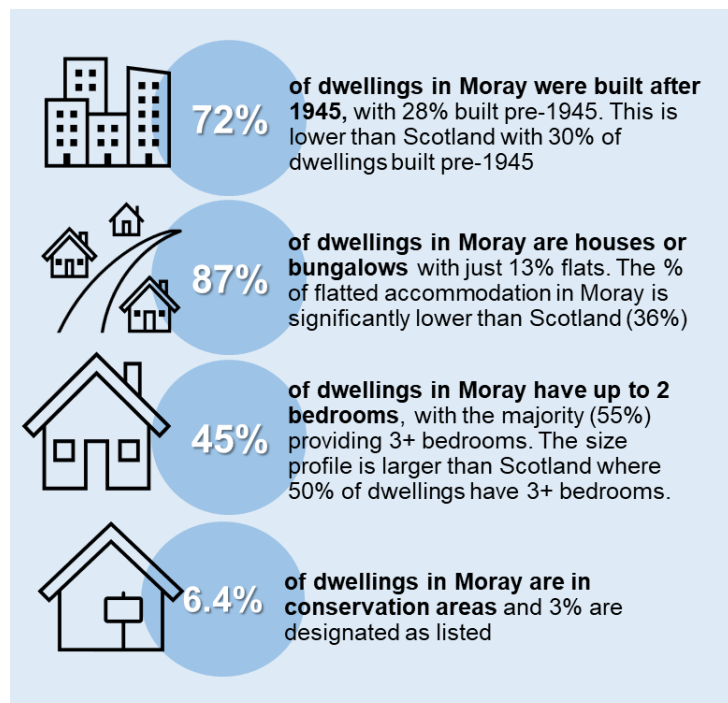 72%
of dwellings in Moray were built after
1945, with 28% built pre-1945. This is
lower than Scotland with 30% of
dwellings built pre-1945
87%
of dwellings in Moray are houses or
bungalows with just 13% flats. The %
of flatted accommodation in Moray is
significantly lower than Scotland (36%)
45%
of dwellings in Moray have up to 2
bedrooms, with the majority (55%)
providing 3+ bedrooms. The size
profile is larger than Scotland where
50% of dwellings have 3+ bedrooms.
6.4%
of dwellings in Moray are in
conservation areas and 3% are
designated as listed